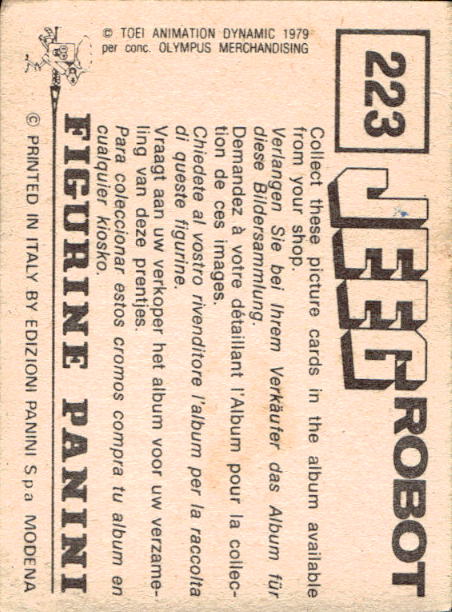 © TOEI ANIMATION DYNAMIC 1979
per conc. OLYMPUS MERCHANDISING
223
JEEG ROBOT
Collect these picture cards in the album available
from your shop.
Verlangen Sie bei Ihrem Verkäufer das Album für
diese Bildersammlung.
Demandez à votre détaillant l'Album pour la collec-
tion de ces images.
Chiedete al vostro rivenditore l'album per la raccolta
di queste figurine.
Vraagt aan uw verkoper het album voor uw verzame-
ling van deze prentjes.
Para coleccionar estos cromos compra tu album en
cualquier kiosko.
FIGURINE PANINI
© PRINTED IN ITALY BY EDIZIONI PANINI SpA MODENA